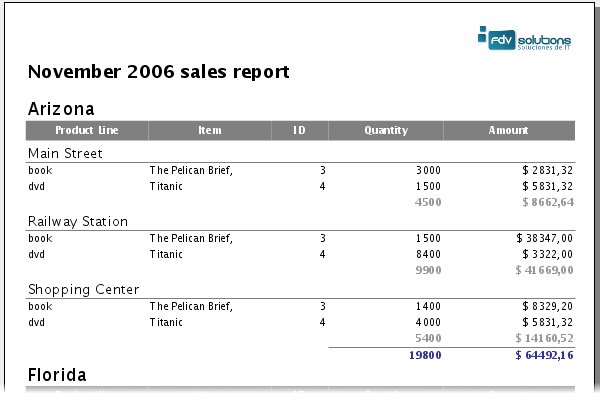 fdv solutions
Soluciones de IT
November 2006 sales report
Arizona
Product Line Item ID Quantity Amount
Main Street
book The Pelican Brief, 3 3000 $ 2831,32
dvd Titanic 4 1500 $ 5831,32
4500 $ 8662,64
Railway Station
book The Pelican Brief, 3 1500 $ 38347,00
dvd Titanic 4 8400 $ 3322,00
9900 $ 41669,00
Shopping Center
book The Pelican Brief, 3 1400 $ 8329,20
dvd Titanic 4 4000 $ 5831,32
5400 $ 14160,52
19800 $ 64492,16
Florida